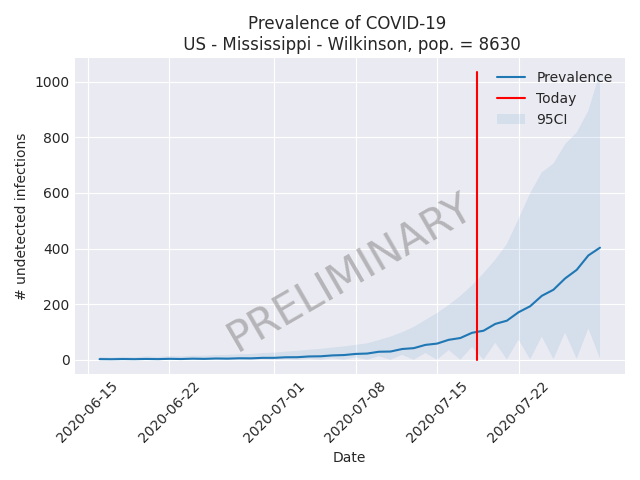 Prevalence of COVID-19
US - Mississippi - Wilkinson, pop. = 8630
# undetected infections
1000
800
600
400
200
0
Prevalence
Today
95CI
PRELIMINARY
2020-06-15
2020-06-22
2020-07-01
2020-07-08
2020-07-15
2020-07-22
Date